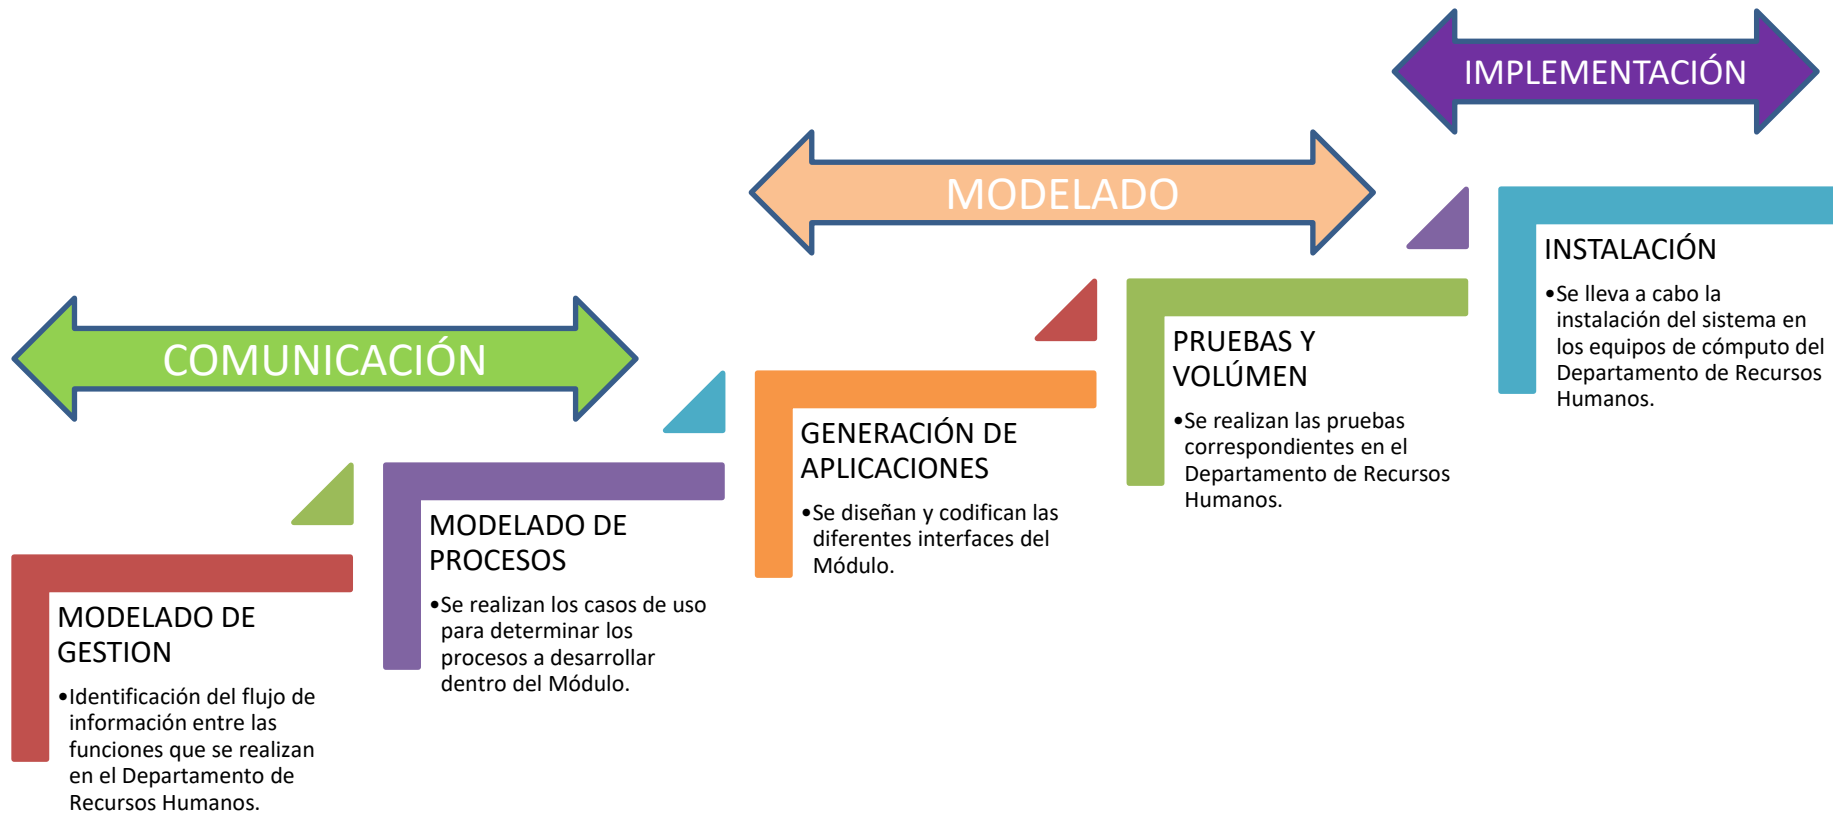 COMUNICACIÓN
MODELADO
IMPLEMENTACIÓN
MODELADO DE
GESTION
•Identificación del flujo de
información entre las
funciones que se realizan
en el Departamento de
Recursos Humanos.
MODELADO DE
PROCESOS
•Se realizan los casos de uso
para determinar los
procesos a desarrollar
dentro del Módulo.
GENERACIÓN DE
APLICACIONES
•Se diseñan y codifican las
diferentes interfaces del
Módulo.
PRUEBAS Y
VOLÚMEN
•Se realizan las pruebas
correspondientes en el
Departamento de Recursos
Humanos.
INSTALACIÓN
•Se lleva a cabo la
instalación del sistema en
los equipos de cómputo del
Departamento de Recursos
Humanos.